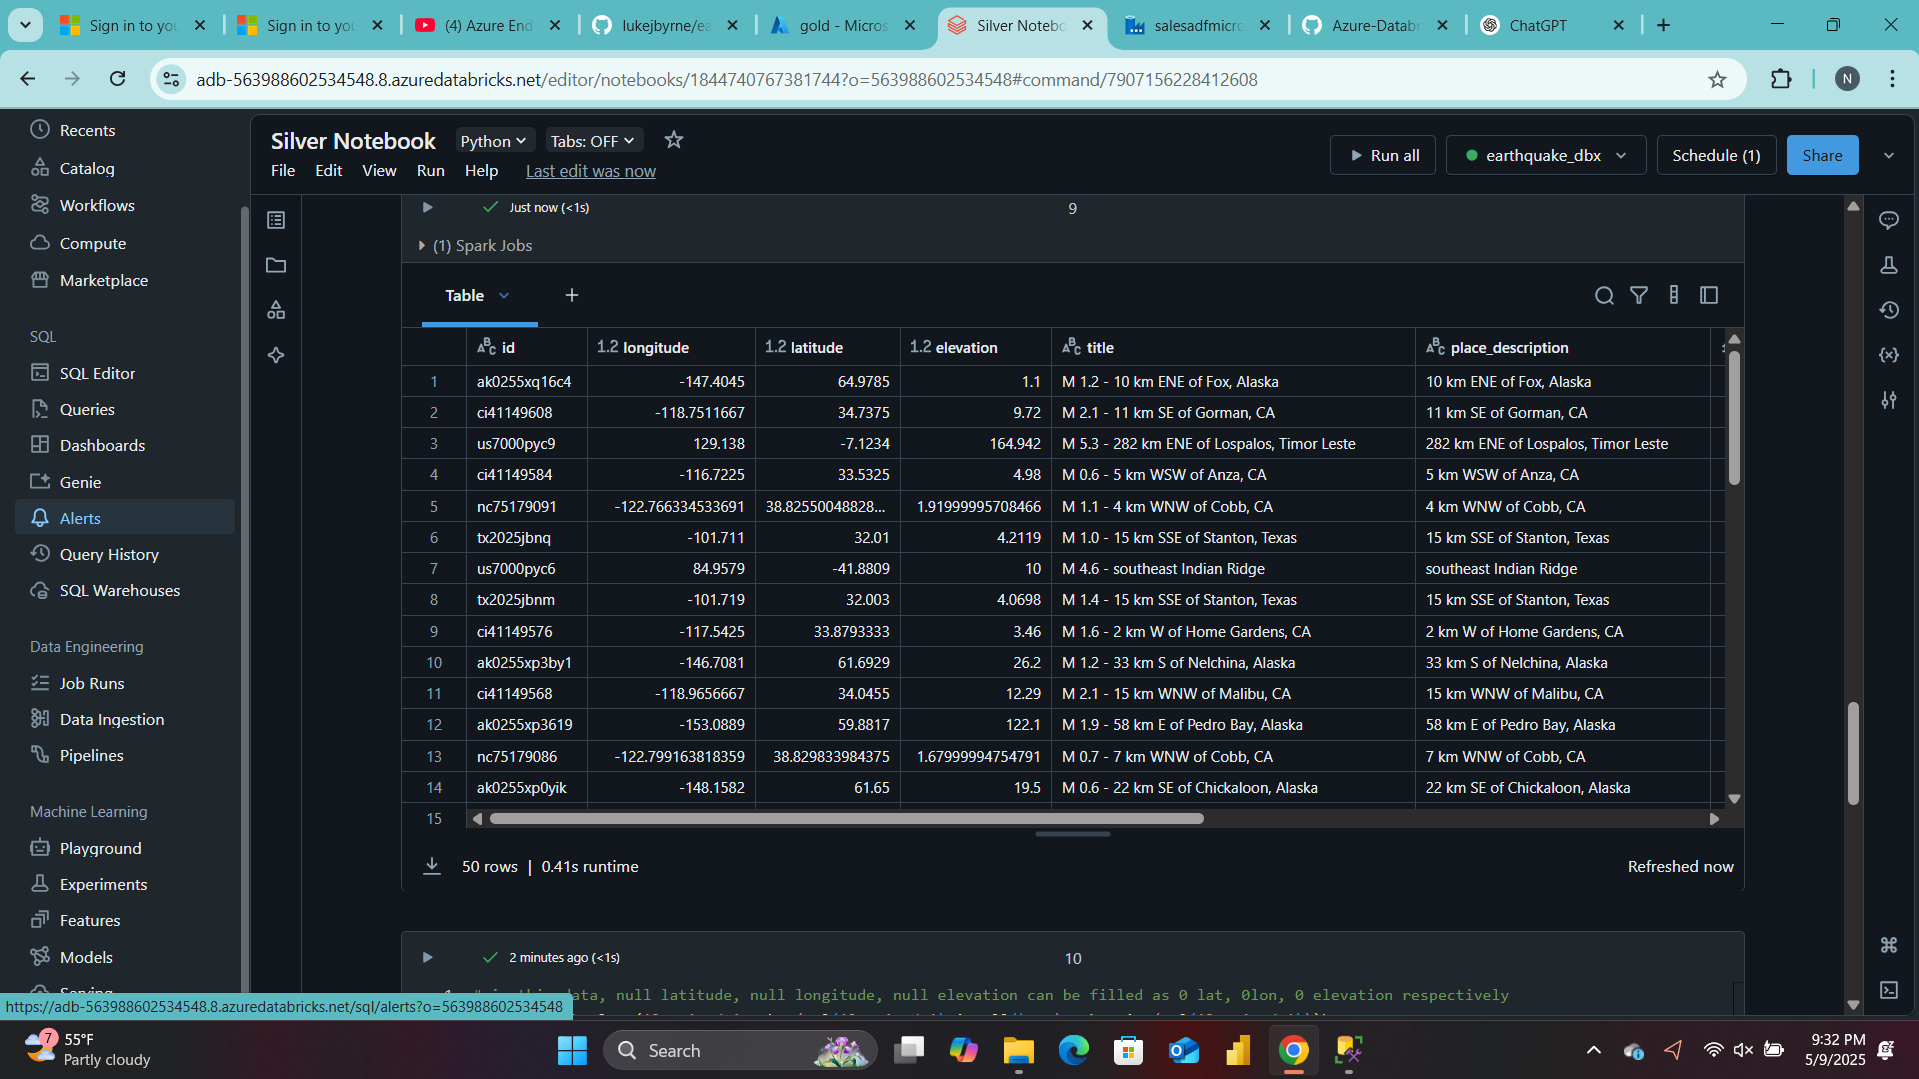 Sign in to you
Sign in to you
(4) Azure End
lukejbyrne/ea
gold - Micros
Silver Notebo
salesadfmicr
Azure-Datab
ChatGPT
adb-563988602534548.8.azuredatabricks.net/editor/notebooks/1844740767381744?o=563988602534548#command/7907156228412608
N
Recents
Catalog
Workflows
Compute
Marketplace
SQL
SQL Editor
Queries
Dashboards
Genie
Alerts
Query History
SQL Warehouses
Data Engineering
Job Runs
Data Ingestion
Pipelines
Machine Learning
Playground
Experiments
Features
Models
Serving
https://adb-563988602534548.8.azuredatabricks.net/sql/alerts?o=563988602534548
Silver Notebook Python Tabs: OFF
File Edit View Run Help Last edit was now
Run all earthquake_dbx Schedule (1) Share
Just now (<1s) 9
(1) Spark Jobs
Table +
id 1.2 longitude 1.2 latitude 1.2 elevation title place_description
1 ak0255xq16c4 -147.4045 64.9785 1.1 M 1.2 - 10 km ENE of Fox, Alaska 10 km ENE of Fox, Alaska
2 ci41149608 -118.7511667 34.7375 9.72 M 2.1 - 11 km SE of Gorman, CA 11 km SE of Gorman, CA
3 us7000pyc9 129.138 -7.1234 164.942 M 5.3 - 282 km ENE of Lospalos, Timor Leste 282 km ENE of Lospalos, Timor Leste
4 ci41149584 -116.7225 33.5325 4.98 M 0.6 - 5 km WSW of Anza, CA 5 km WSW of Anza, CA
5 nc75179091 -122.766334533691 38.82550048828... 1.91999995708466 M 1.1 - 4 km WNW of Cobb, CA 4 km WNW of Cobb, CA
6 tx2025jbnq -101.711 32.01 4.2119 M 1.0 - 15 km SSE of Stanton, Texas 15 km SSE of Stanton, Texas
7 us7000pyc6 84.9579 -41.8809 10 M 4.6 - southeast Indian Ridge southeast Indian Ridge
8 tx2025jbnm -101.719 32.003 4.0698 M 1.4 - 15 km SSE of Stanton, Texas 15 km SSE of Stanton, Texas
9 ci41149576 -117.5425 33.8793333 3.46 M 1.6 - 2 km W of Home Gardens, CA 2 km W of Home Gardens, CA
10 ak0255xp3by1 -146.7081 61.6929 26.2 M 1.2 - 33 km S of Nelchina, Alaska 33 km S of Nelchina, Alaska
11 ci41149568 -118.9656667 34.0455 12.29 M 2.1 - 15 km WNW of Malibu, CA 15 km WNW of Malibu, CA
12 ak0255xp3619 -153.0889 59.8817 122.1 M 1.9 - 58 km E of Pedro Bay, Alaska 58 km E of Pedro Bay, Alaska
13 nc75179086 -122.799163818359 38.829833984375 1.67999994754791 M 0.7 - 7 km WNW of Cobb, CA 7 km WNW of Cobb, CA
14 ak0255xp0yik -148.1582 61.65 19.5 M 0.6 - 22 km SE of Chickaloon, Alaska 22 km SE of Chickaloon, Alaska
15
50 rows | 0.41s runtime Refreshed now
2 minutes ago (<1s) 10
data, null latitude, null longitude, null elevation can be filled as 0 lat, 0lon, 0 elevation respectively
7 55°F
Partly cloudy
Search
9:32 PM
5/9/2025